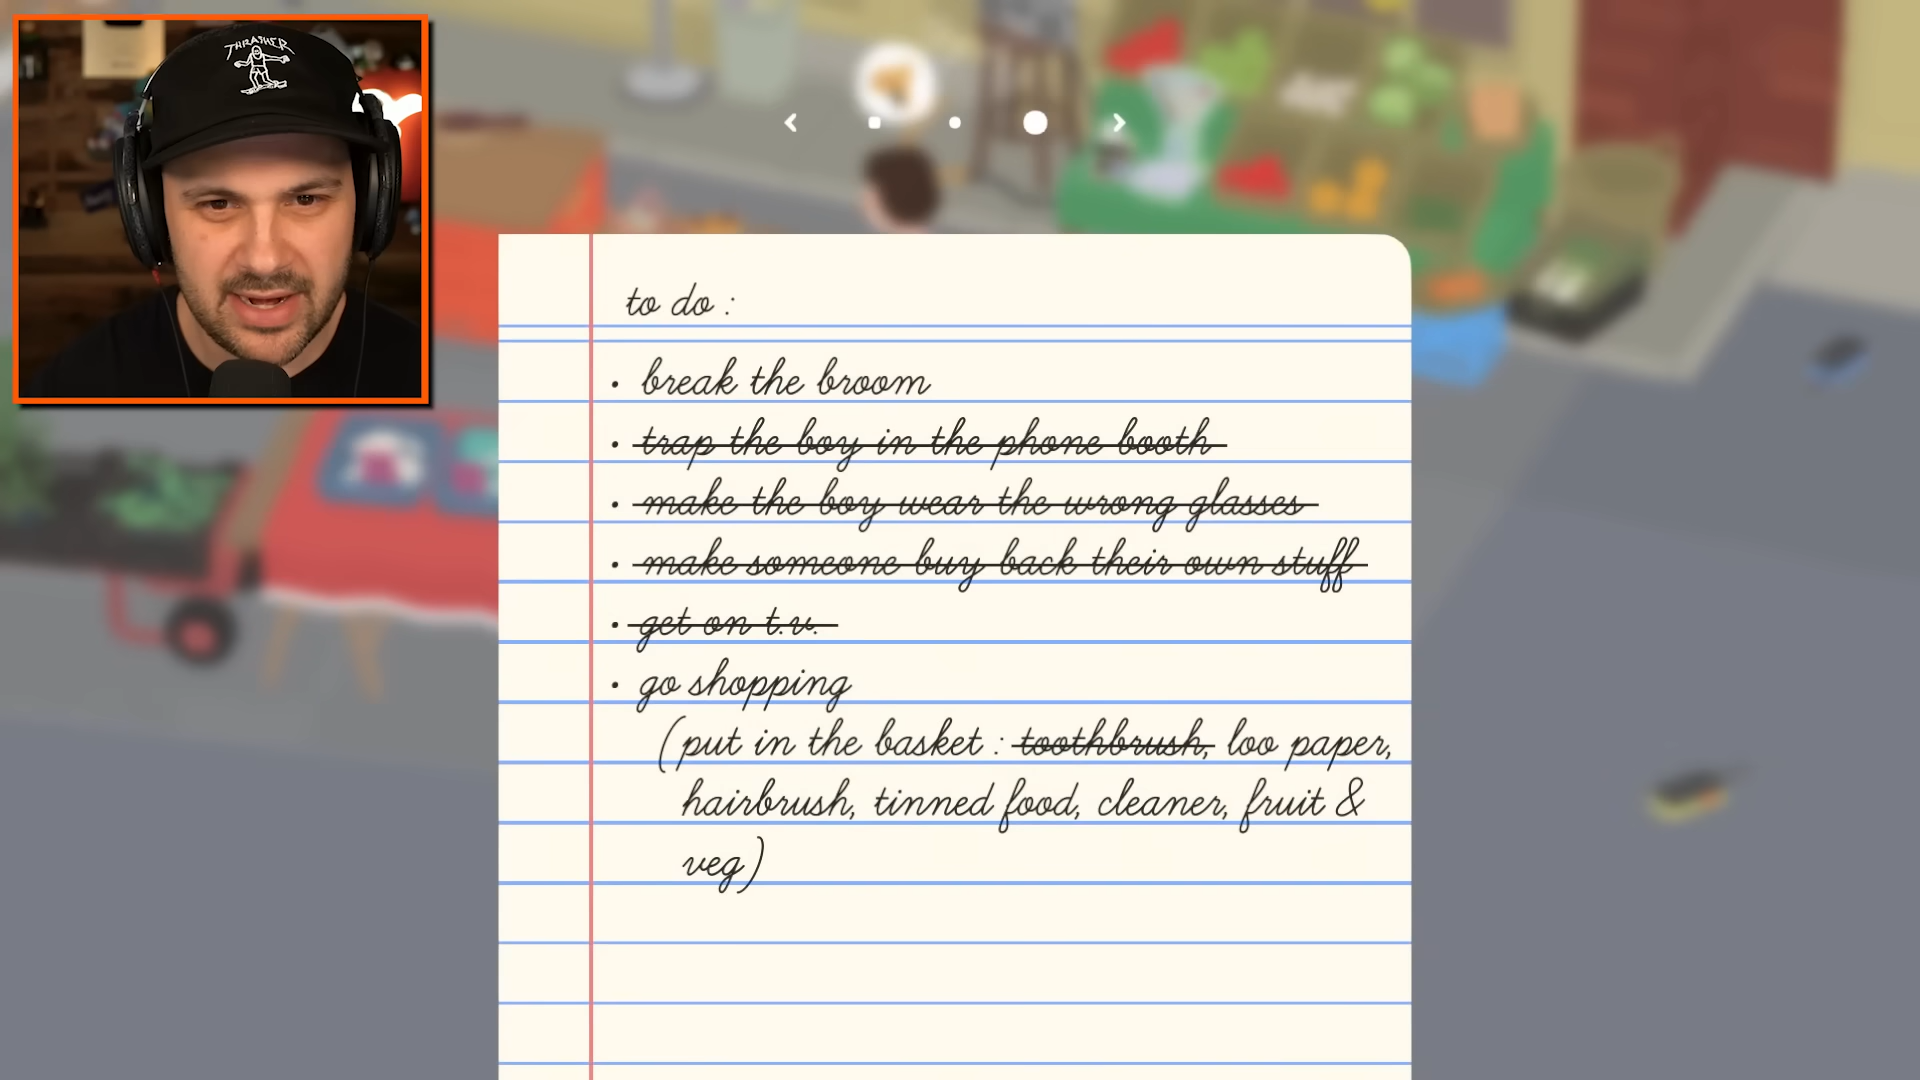 THRASHER
to do :
• break the broom
• trap the boy in the phone booth
• make the boy wear the wrong glasses
• make someone buy back their own stuff
• get on t.v.
• go shopping
(put in the basket : toothbrush, loo paper,
hairbrush, tinned food, cleaner, fruit &
veg)